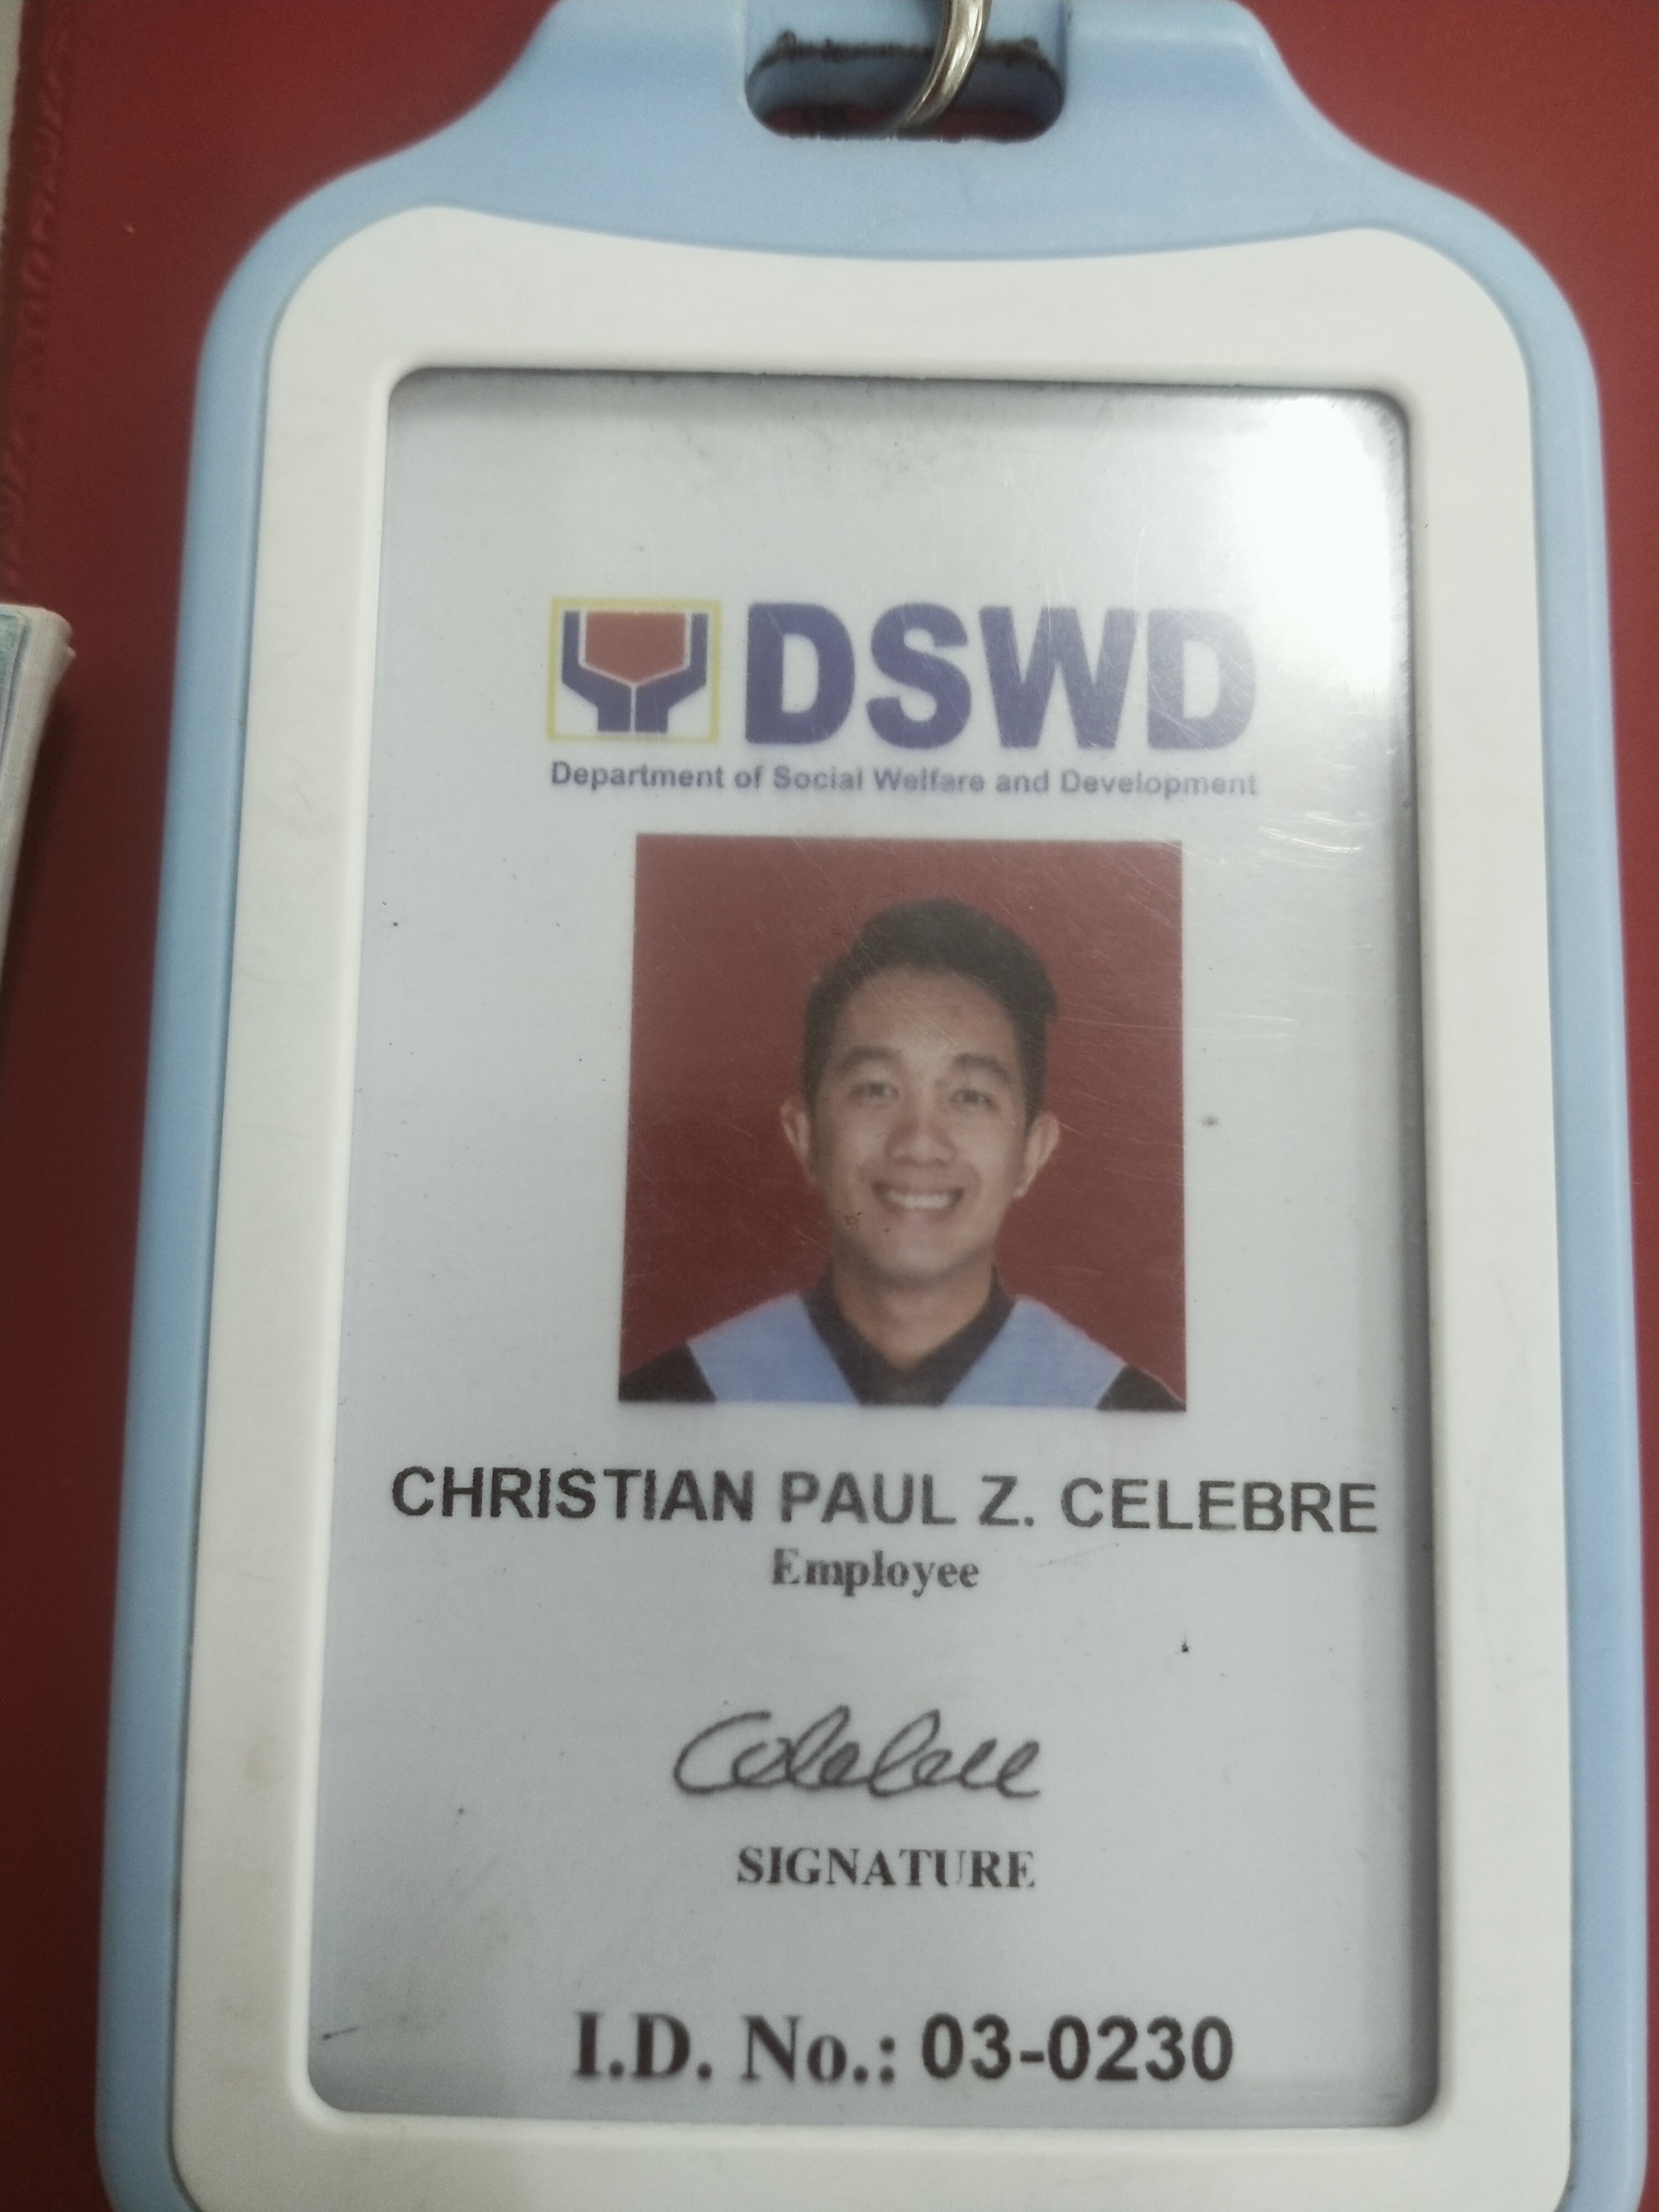 DSWD
Department of Social Welfare and Development
CHRISTIAN PAUL Z. CELEBRE
Employee
Celebre
SIGNATURE
I.D. No.: 03-0230